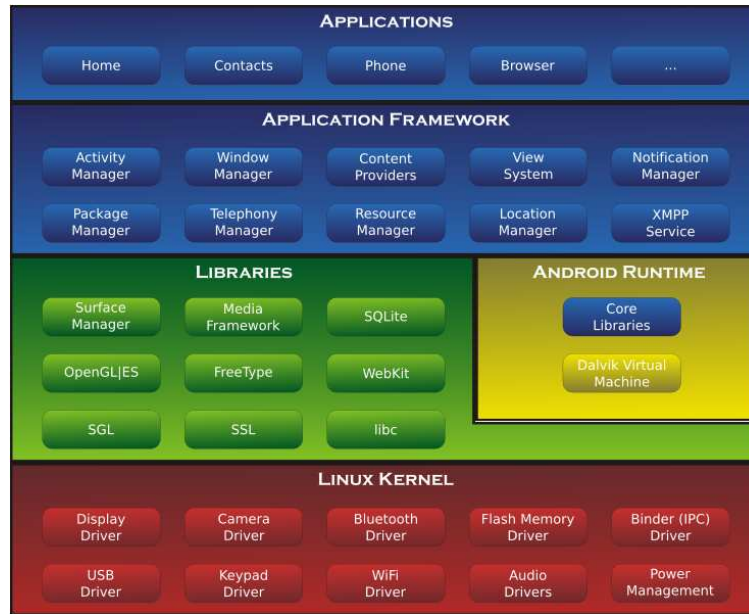 APPLICATIONS
Home
Contacts
Phone
Browser
...
APPLICATION FRAMEWORK
Activity
Manager
Window
Manager
Content
Providers
View
System
Notification
Manager
Package
Manager
Telephony
Manager
Resource
Manager
Location
Manager
XMPP
Service
LIBRARIES
Surface
Manager
Media
Framework
SQLite
OpenGL|ES
FreeType
WebKit
SGL
SSL
libc
ANDROID RUNTIME
Core
Libraries
Dalvik Virtual
Machine
LINUX KERNEL
Display
Driver
Camera
Driver
Bluetooth
Driver
Flash Memory
Driver
Binder (IPC)
Driver
USB
Driver
Keypad
Driver
WiFi
Driver
Audio
Drivers
Power
Management